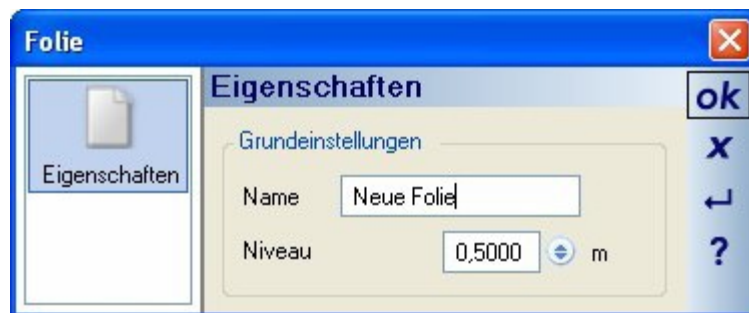 Folie
Eigenschaften
Eigenschaften
Grundeinstellungen
Name Neue Folie
Niveau 0,5000 m
ok
x
?